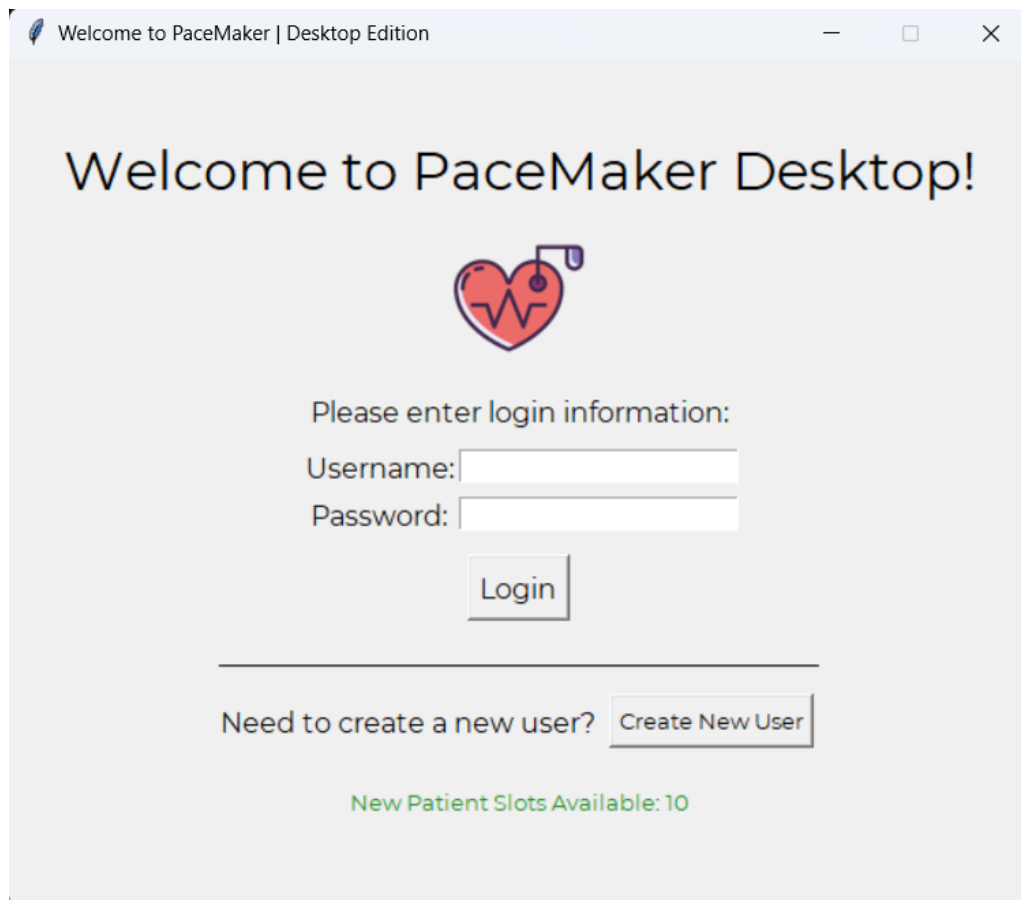 Welcome to PaceMaker | Desktop Edition
Welcome to PaceMaker Desktop!
Please enter login information:
Username:
Password:
Login
Need to create a new user? Create New User
New Patient Slots Available: 10